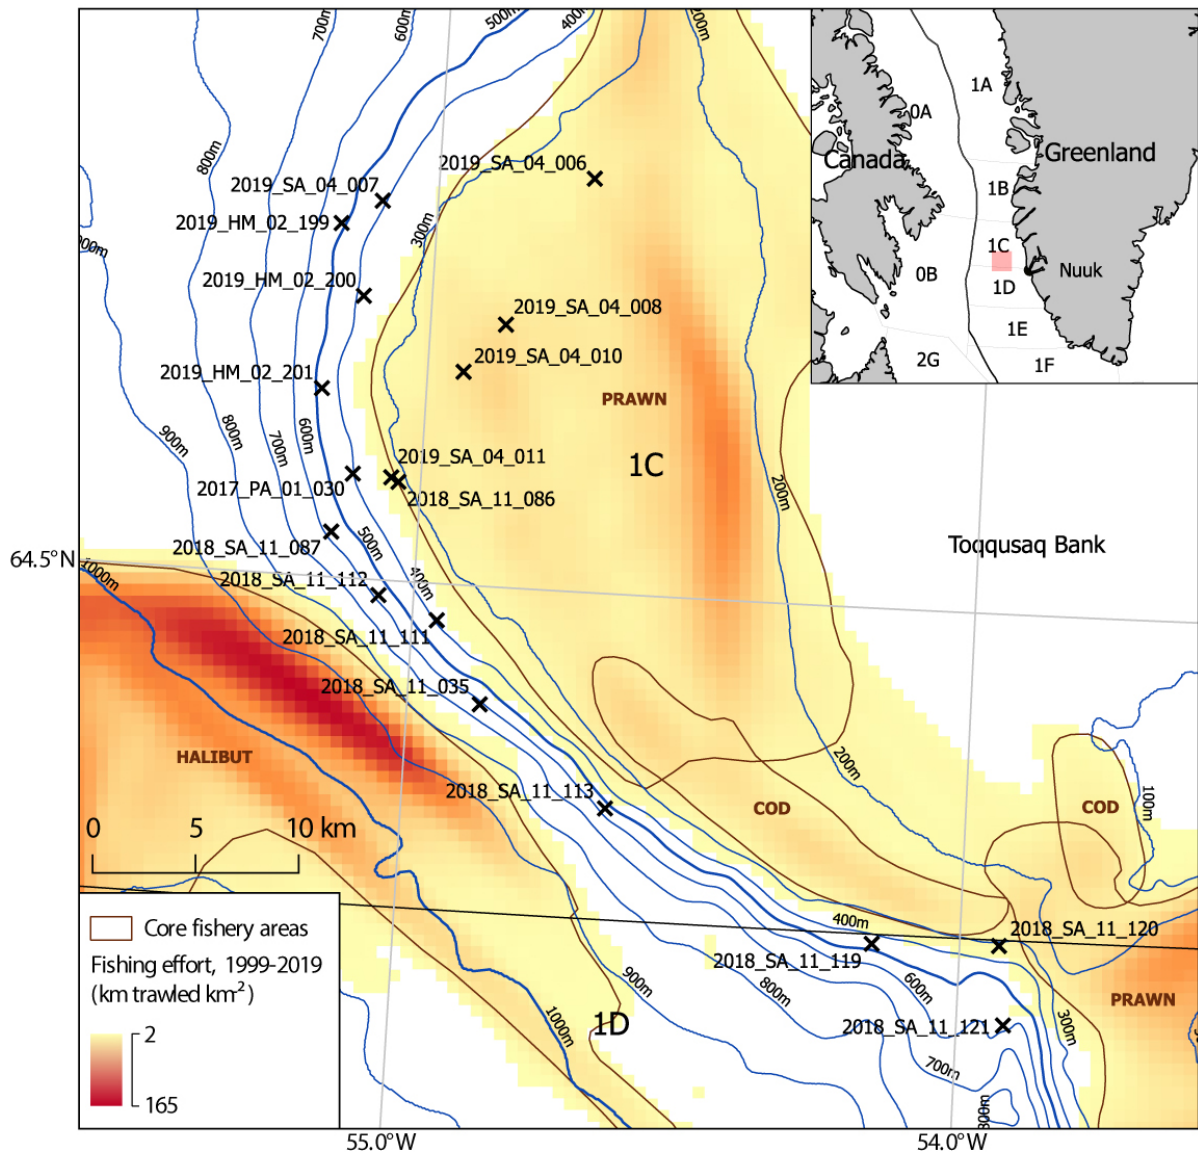 700m
600m
500m
400m
200m
800m
300m
2019_SA_04_006
2019_SA_04_007
2019_HM_02_199
2019_HM_02_200
2019_SA_04_008
2019_SA_04_010
2019_HM_02_201
PRAWN
1C
900m
800m
700m
600m
2019_SA_04_011
2017_PA_01_030
2018_SA_11_086
200m
Toqqusaq Bank
64.5°N
2018_SA_11_087
500m
400m
1000m
2018_SA_11_112
2018_SA_11_111
2018_SA_11_035
HALIBUT
200m
2018_SA_11_113
COD
COD
100m
0 5 10 km
400m
2018_SA_11_120
2018_SA_11_119
900m
800m
600m
PRAWN
300m
1000m
1D
2018_SA_11_121
700m
800m
Core fishery areas
Fishing effort, 1999-2019
(km trawled km²)
2
165
55.0°W
54.0°W
1A
0A
Canada
Greenland
1B
1C
0B
Nuuk
1D
1E
2G
1F